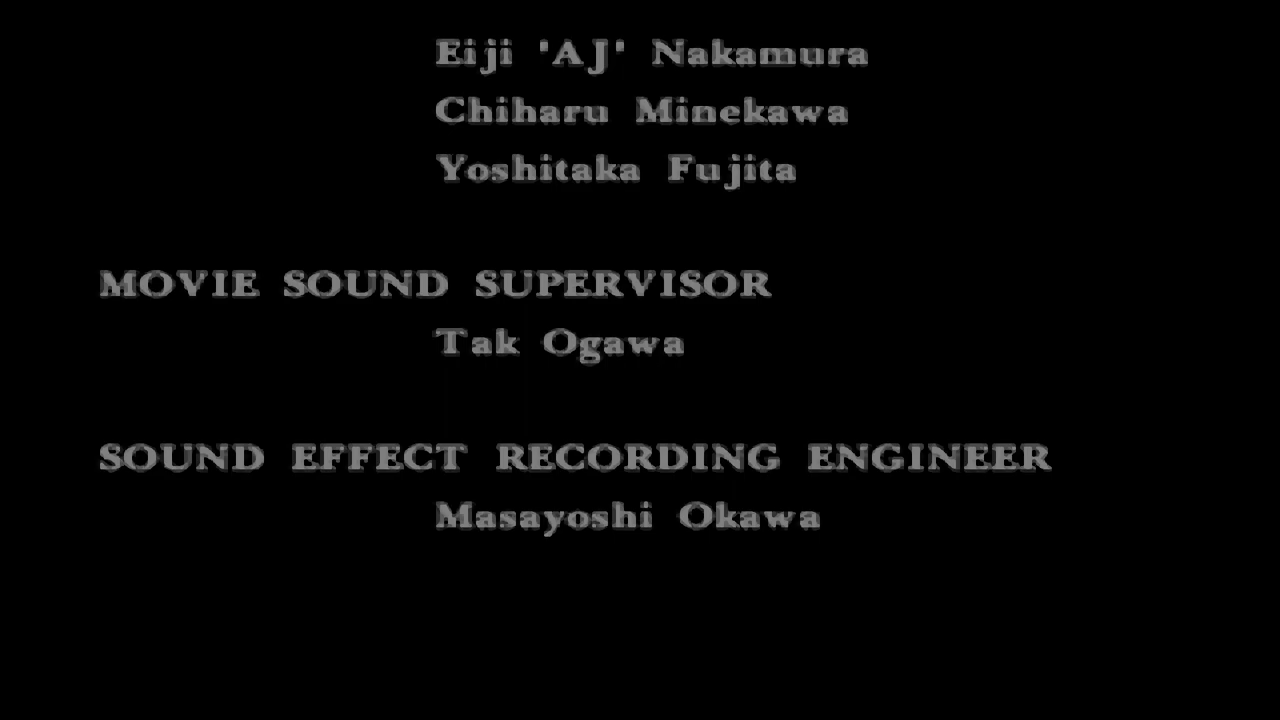 Eiji 'AJ' Nakamura
Chiharu Minekawa
Yoshitaka Fujita
MOVIE SOUND SUPERVISOR
Tak Ogawa
SOUND EFFECT RECORDING ENGINEER
Masayoshi Okawa